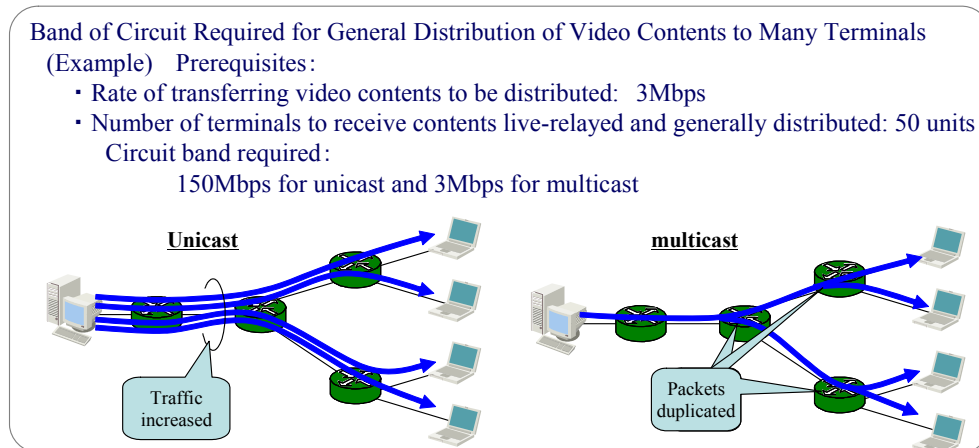 Band of Circuit Required for General Distribution of Video Contents to Many Terminals
(Example) Prerequisites:
・Rate of transferring video contents to be distributed: 3Mbps
・Number of terminals to receive contents live-relayed and generally distributed: 50 units
Circuit band required:
150Mbps for unicast and 3Mbps for multicast
Unicast
multicast
Traffic
increased
Packets
duplicated